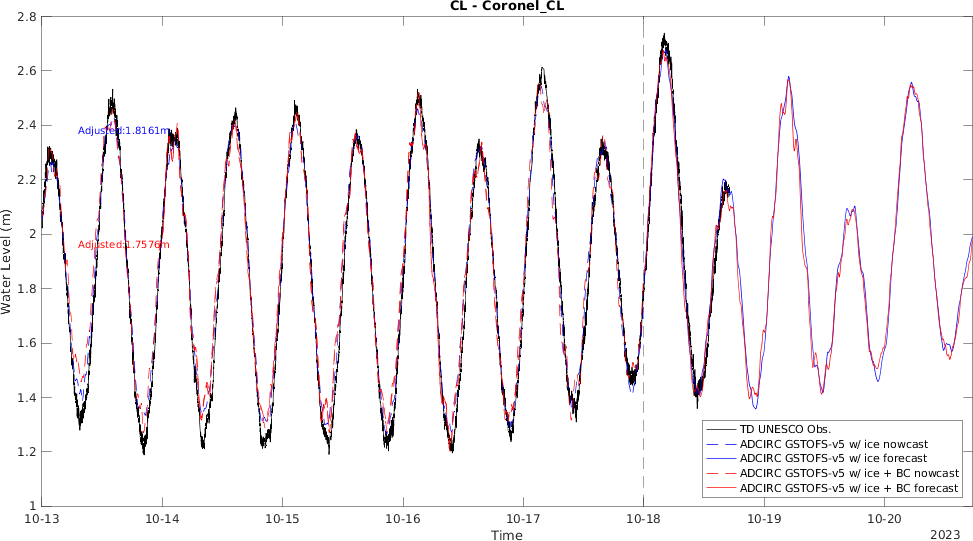 CL - Coronel_CL
2.8
2.6
2.4
2.2
2
1.8
1.6
1.4
1.2
1
Water Level (m)
Adjusted:1.8161m
Adjusted:1.7576m
TD UNESCO Obs.
ADCIRC GSTOFS-v5 w/ ice nowcast
ADCIRC GSTOFS-v5 w/ ice forecast
ADCIRC GSTOFS-v5 w/ ice + BC nowcast
ADCIRC GSTOFS-v5 w/ ice + BC forecast
10-13 10-14 10-15 10-16 10-17 10-18 10-19 10-20
Time
2023